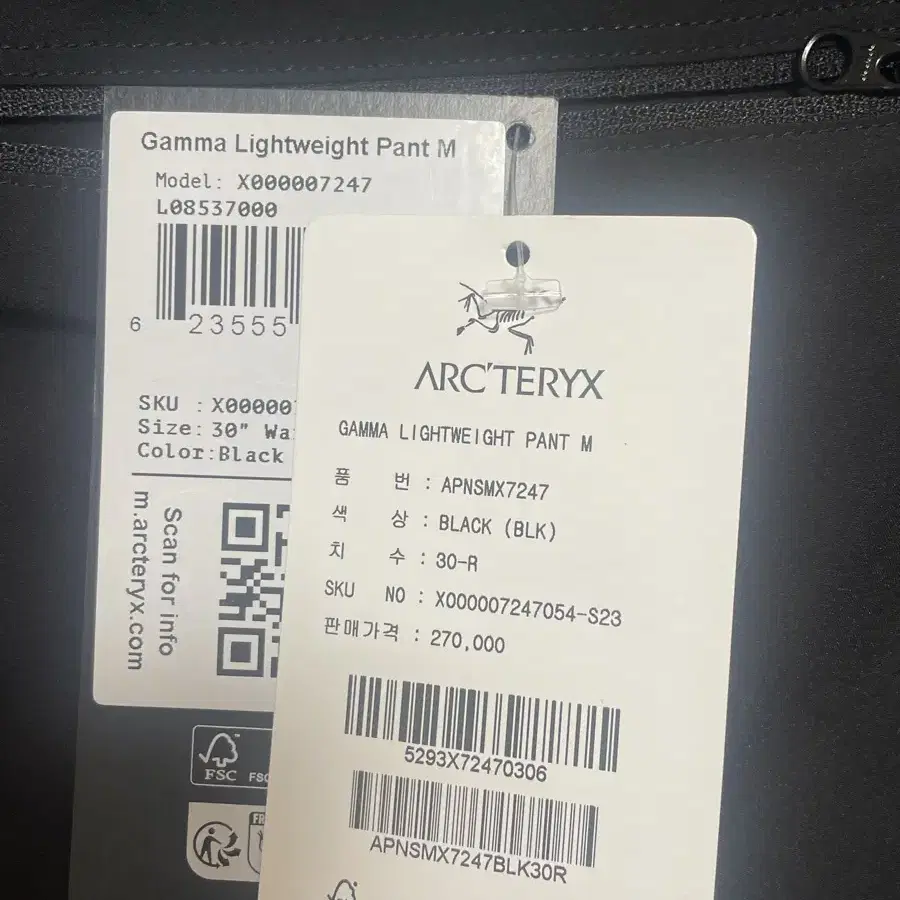 Gamma Lightweight Pant M
Model: X000007247
L08537000
6 23555
SKU : X00000
Size: 30" Wa
Color:Black
Scan for info
m.arcteryx.com
FSC
ARC'TERYX
GAMMA LIGHTWEIGHT PANT M
품 번 : APNSMX7247
색 상 : BLACK (BLK)
치 수 : 30-R
SKU NO : X000007247054-S23
판매가격 : 270,000
5293X72470306
APNSMX7247BLK30R